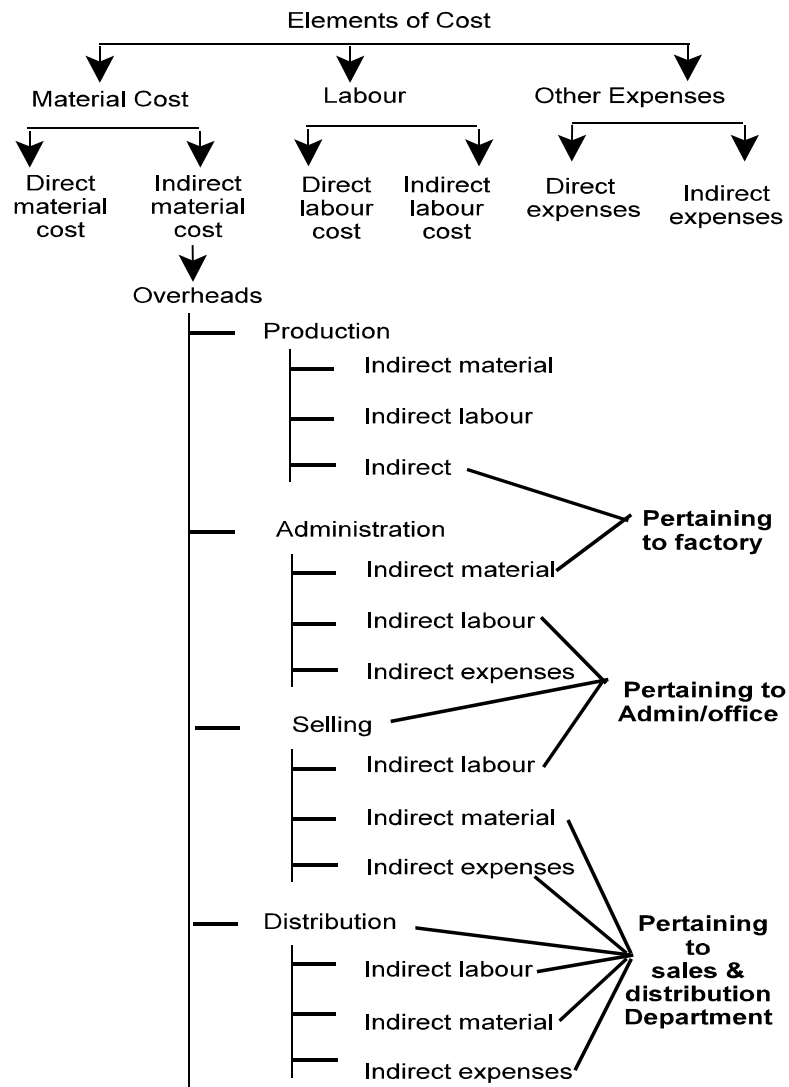 Elements of Cost
Material Cost
Labour
Other Expenses
Direct
material
cost
Indirect
material
cost
Direct
labour
cost
Indirect
labour
cost
Direct
expenses
Indirect
expenses
Overheads
Production
Indirect material
Indirect labour
Indirect
Pertaining
to factory
Administration
Indirect material
Indirect labour
Indirect expenses
Pertaining to
Admin/office
Selling
Indirect labour
Indirect material
Indirect expenses
Distribution
Indirect labour
Indirect material
Indirect expenses
Pertaining
to
sales &
distribution
Department